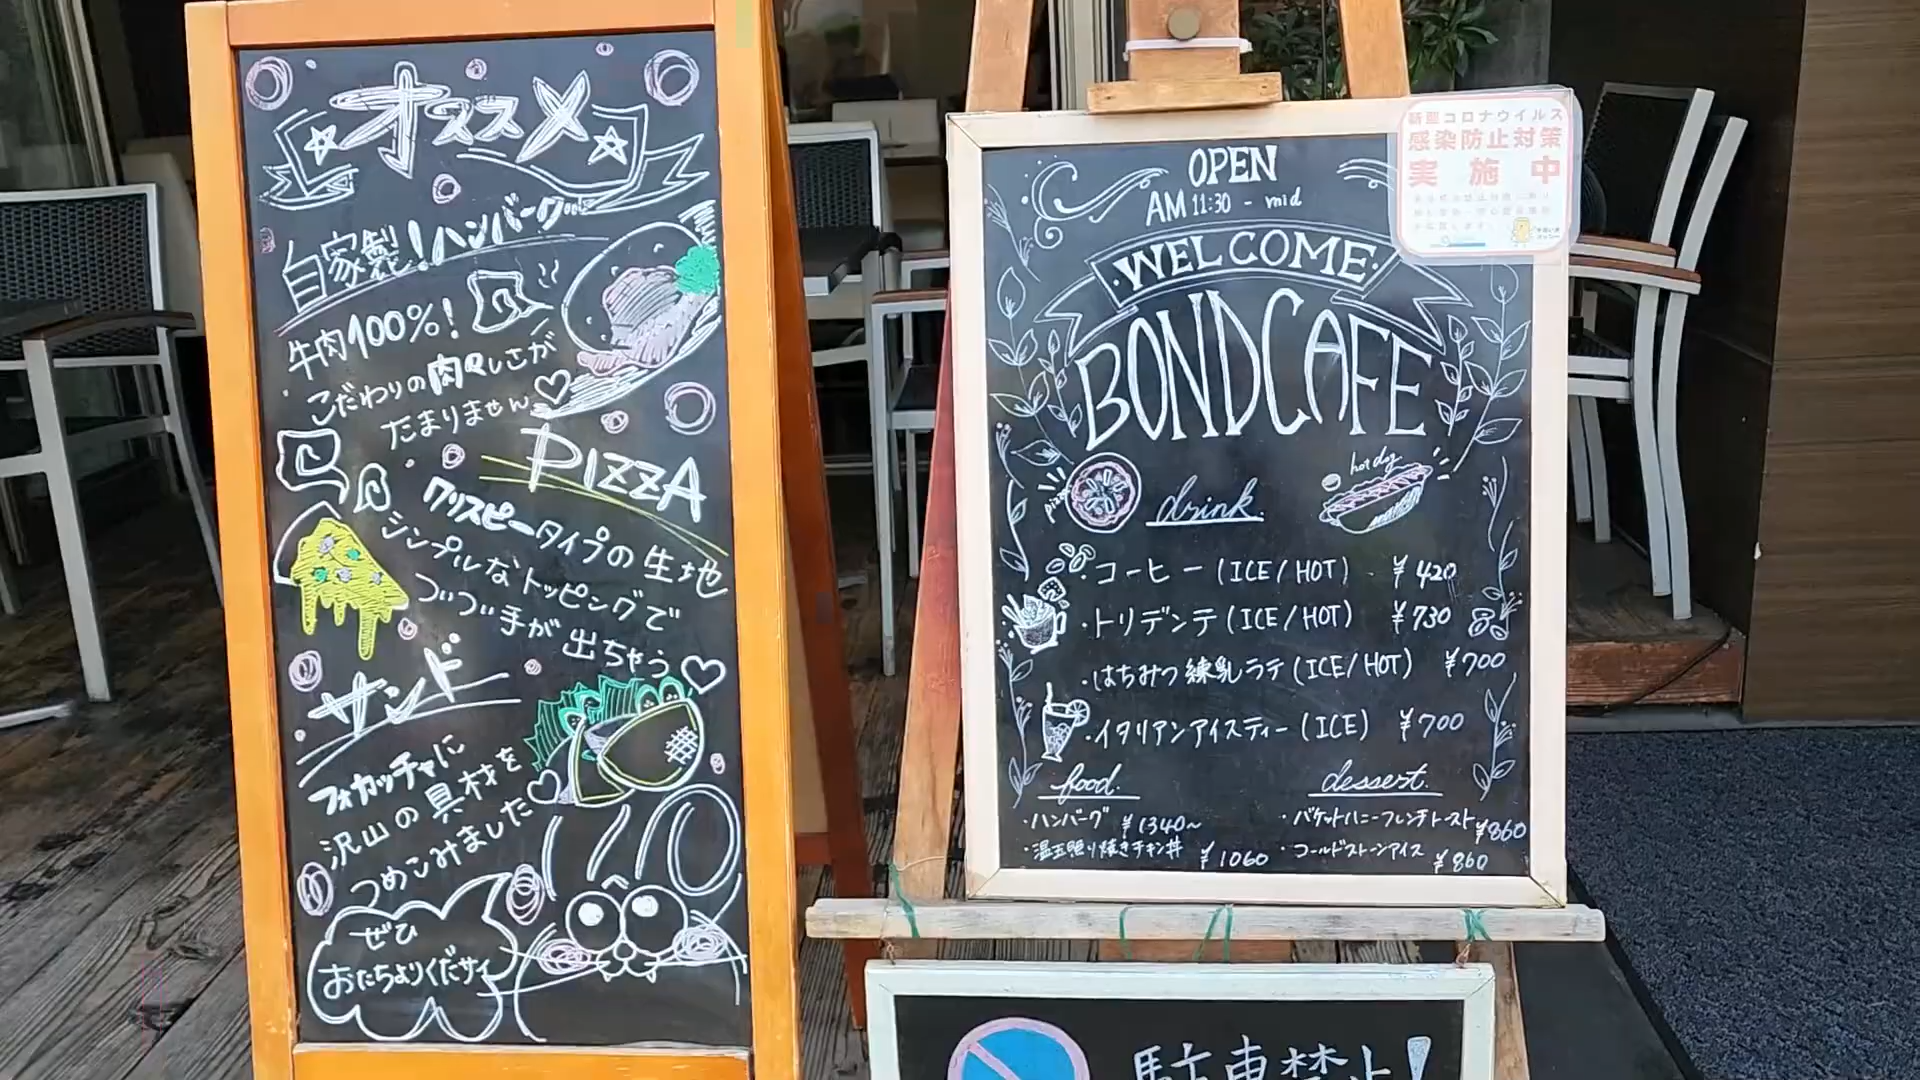 オススメ
自家製!ハンバーグ
牛肉100%!
こだわりの肉々しさが
たまりません
PIZZA
クリスピータイプの生地
シンプルなトッピングで
ついつい手が出ちゃう
サンド
フォカッチャに
沢山の具材を
つめこみました
ぜひ
おたちよりくだサイ
新型コロナウイルス
感染防止対策
実施中
OPEN
AM 11:30 - mid
WELCOME
BONDCAFE
pizza
hot dog
drink
・コーヒー(ICE/HOT) ¥420
・トリデンテ(ICE/HOT) ¥730
・はちみつ練乳ラテ(ICE/HOT) ¥700
・イタリアンアイスティー(ICE) ¥700
food
・ハンバーグ ¥1340~
・温玉照り焼きチキン丼 ¥1060
dessert
・バケットハニーフレンチトースト ¥860
・コールドストーンアイス ¥860
駐車禁止!